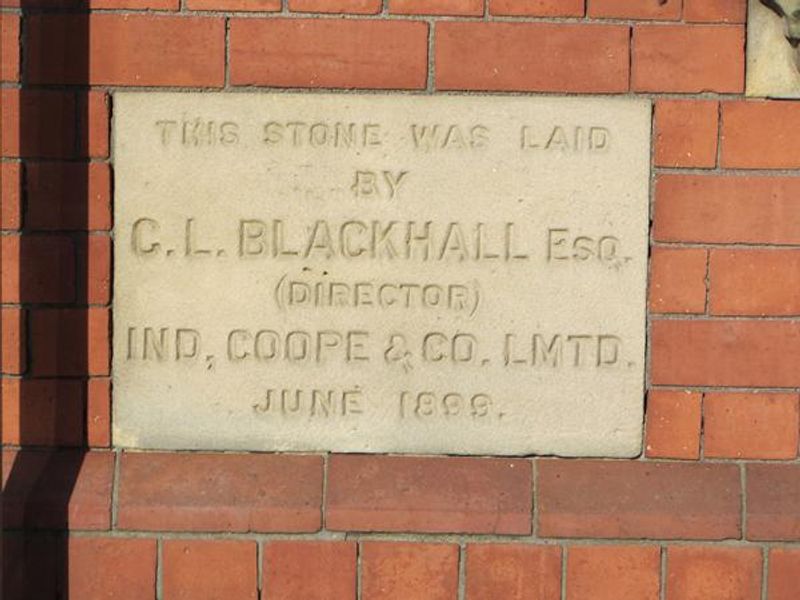 THIS STONE WAS LAID
BY
C. L. BLACKHALL ESQ.
(DIRECTOR)
IND, COOPE & CO. LMTD.
JUNE 1899.